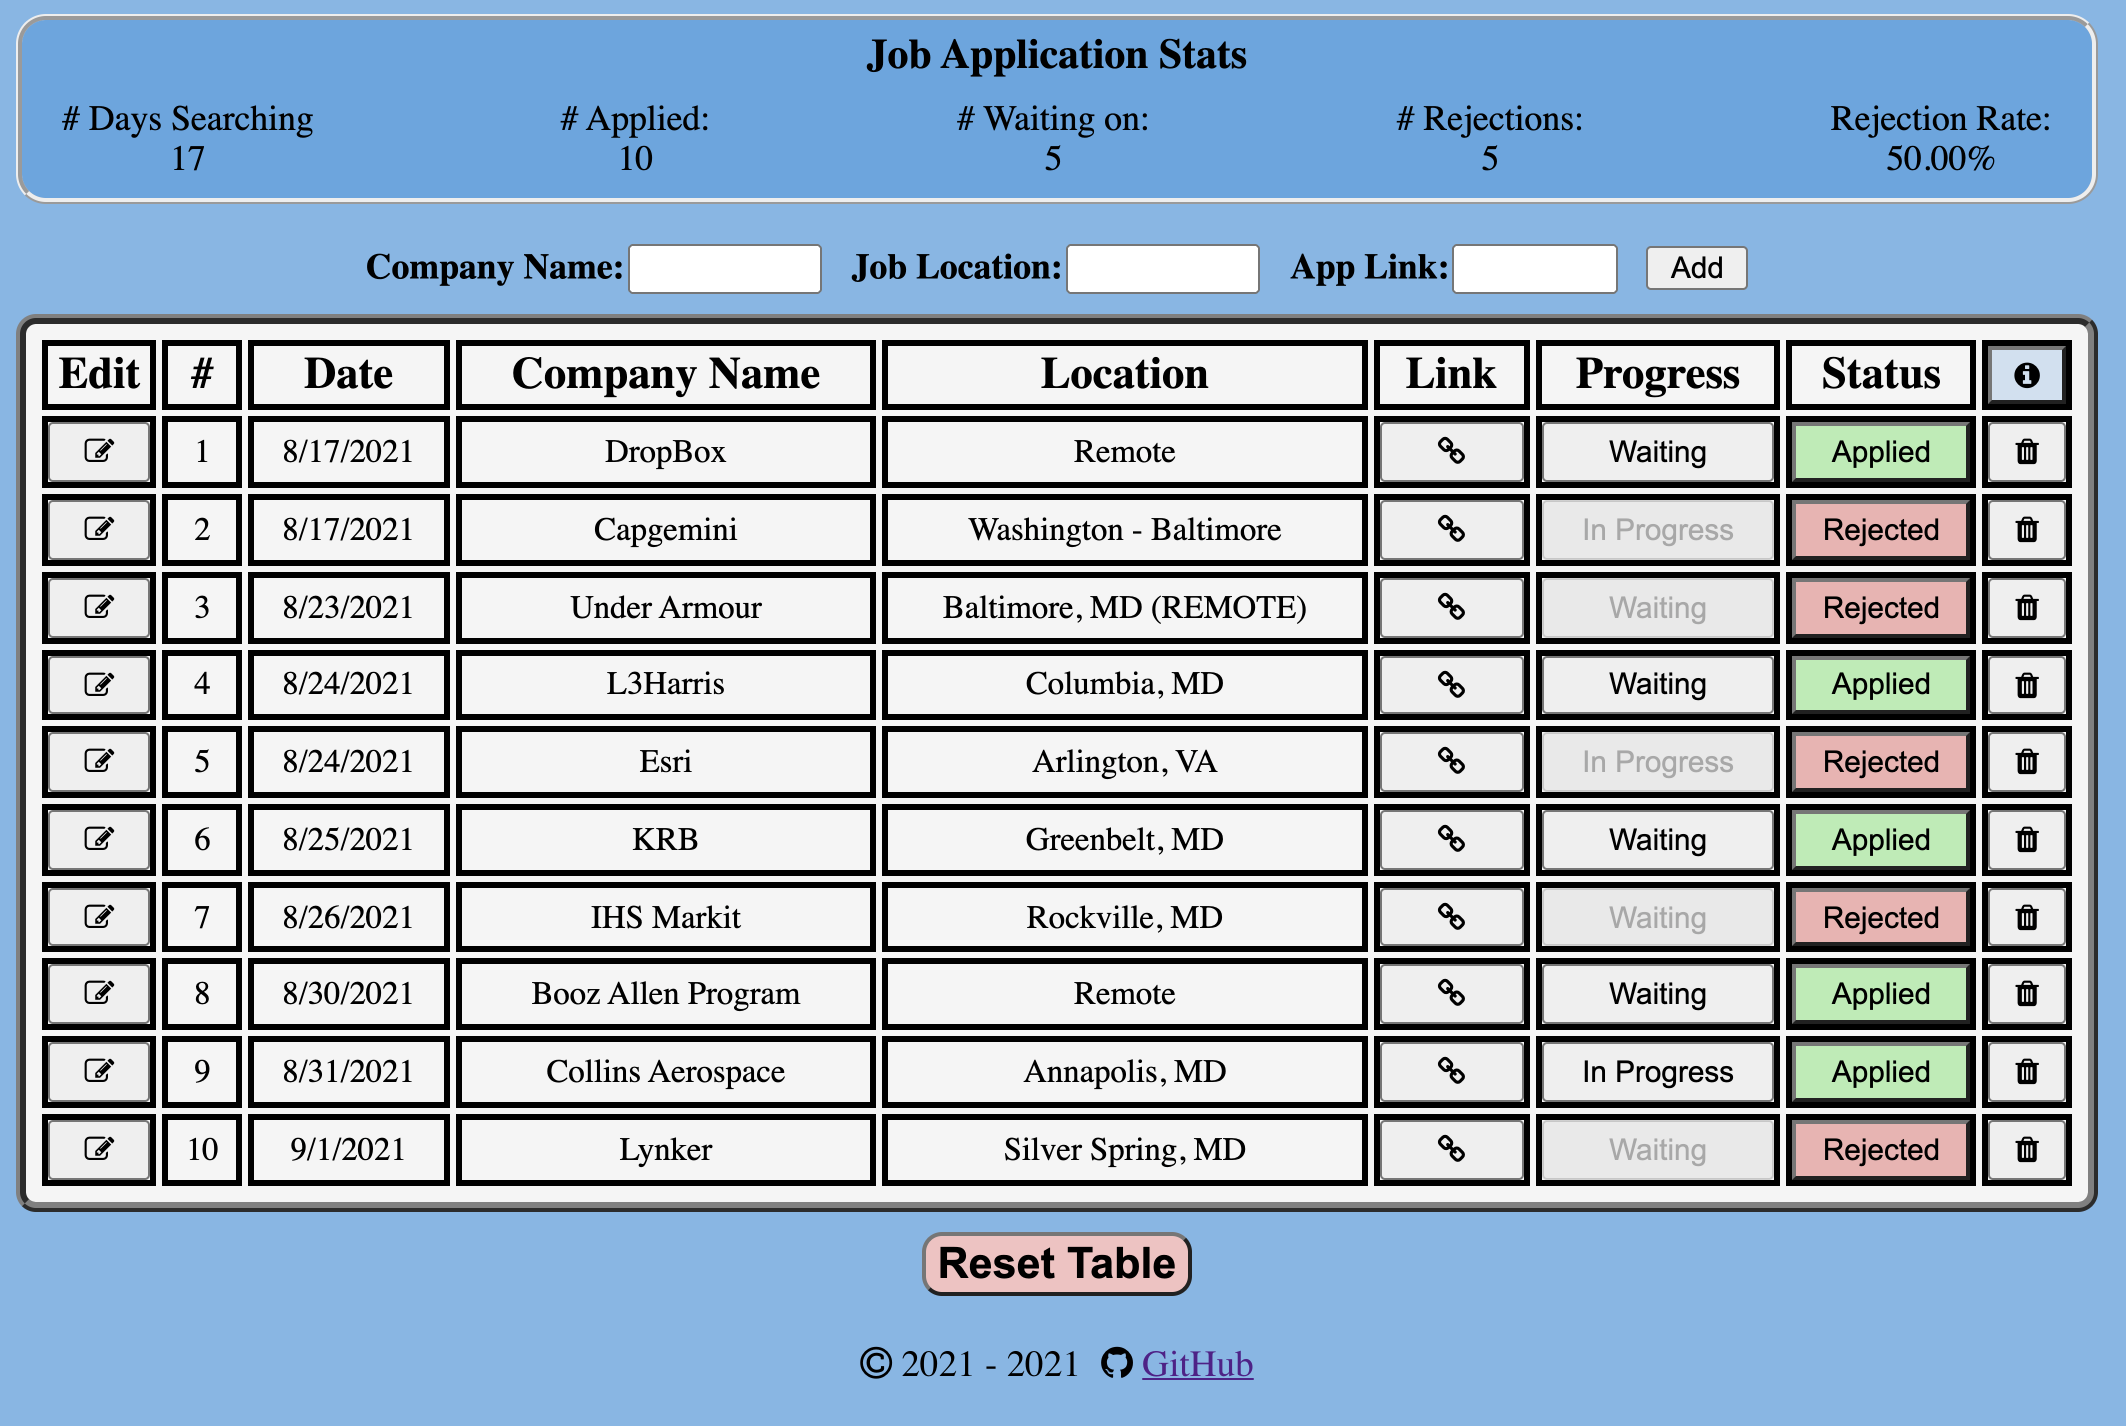 Job Application Stats
# Days Searching # Applied: # Waiting on: # Rejections: Rejection Rate:
17 10 5 5 50.00%
Company Name: Job Location: App Link: Add
Edit # Date Company Name Location Link Progress Status
1 8/17/2021 DropBox Remote Waiting Applied
2 8/17/2021 Capgemini Washington - Baltimore In Progress Rejected
3 8/23/2021 Under Armour Baltimore, MD (REMOTE) Waiting Rejected
4 8/24/2021 L3Harris Columbia, MD Waiting Applied
5 8/24/2021 Esri Arlington, VA In Progress Rejected
6 8/25/2021 KRB Greenbelt, MD Waiting Applied
7 8/26/2021 IHS Markit Rockville, MD Waiting Rejected
8 8/30/2021 Booz Allen Program Remote Waiting Applied
9 8/31/2021 Collins Aerospace Annapolis, MD In Progress Applied
10 9/1/2021 Lynker Silver Spring, MD Waiting Rejected
Reset Table
© 2021 - 2021 GitHub